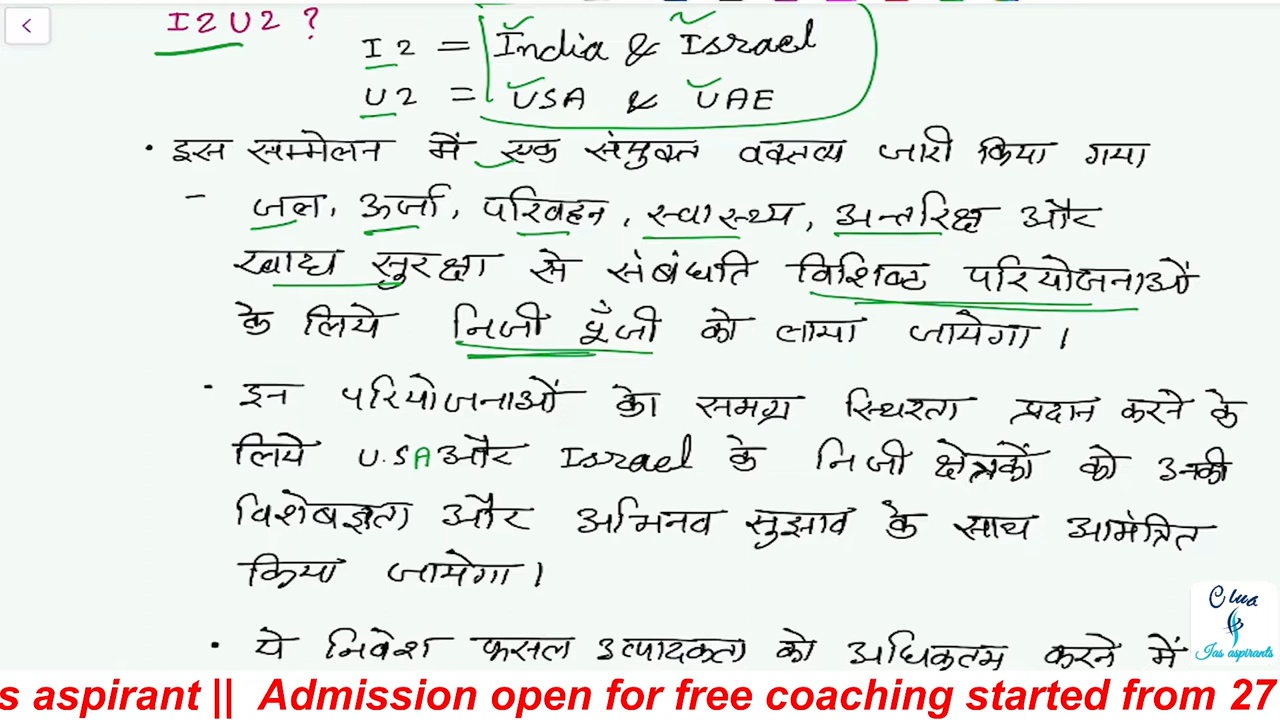 I2U2 ?
I2 = India & Israel
U2 = USA & UAE
• इस सम्मेलन में एक संयुक्त वक्तव्य जारी किया गया
- जल, ऊर्जा, परिवहन, स्वास्थ्य, अन्तरिक्ष और
खाद्य सुरक्षा से संबंधति विशिष्ट परियोजनाओं
के लिये निजी पूँजी को लाया जायेगा।
• इन परियोजनाओं का समग्र स्थिरता प्रदान करने के
लिये U.SA और Israel के निजी क्षेत्रकों को उनकी
विशेषज्ञता और अभिनव सुझाव के साथ आमंत्रित
किया जायेगा।
• ये निवेश फसल उत्पादकता को अधिकतम करने में
Clua
Ias aspirants
s aspirant || Admission open for free coaching started from 27